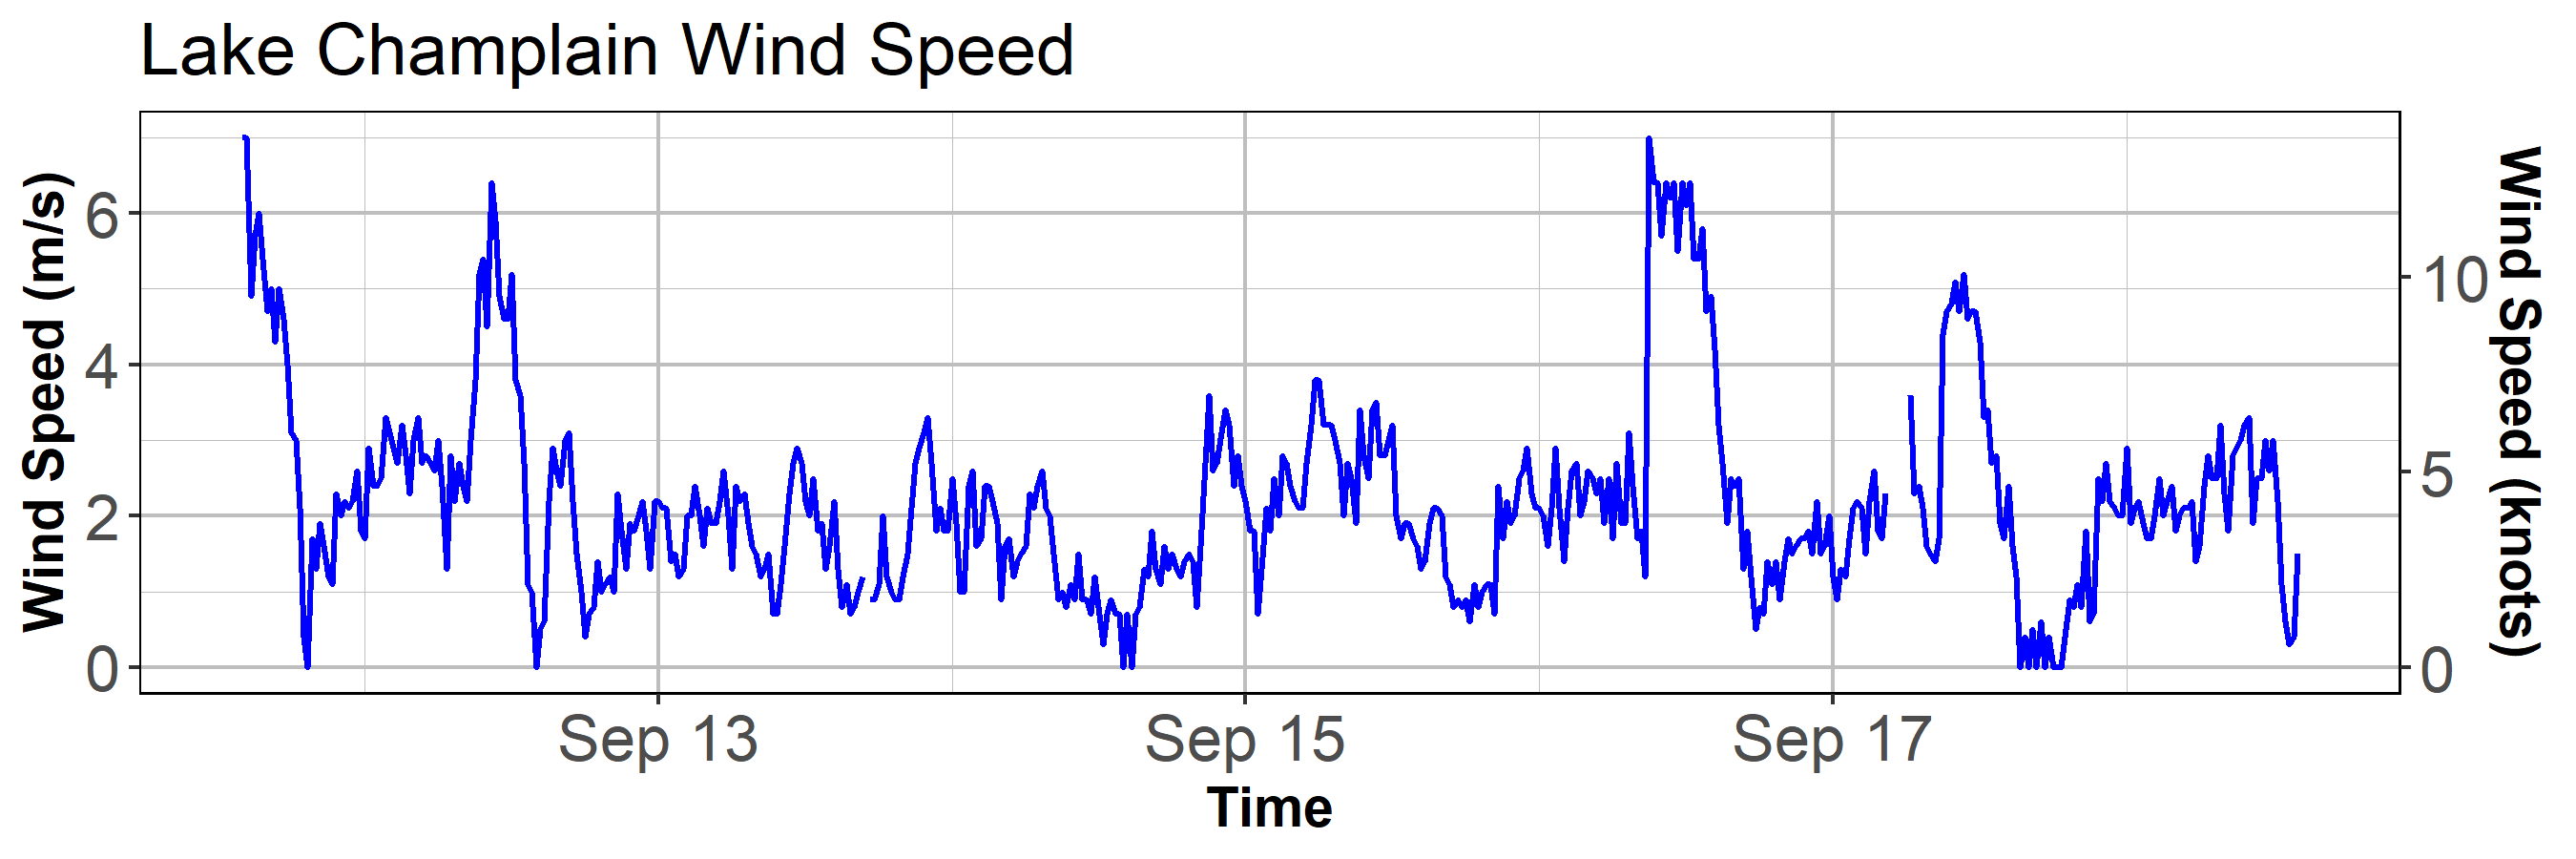 Lake Champlain Wind Speed
Wind Speed (m/s)
6
4
2
0
Wind Speed (knots)
10
5
0
Sep 13
Sep 15
Sep 17
Time